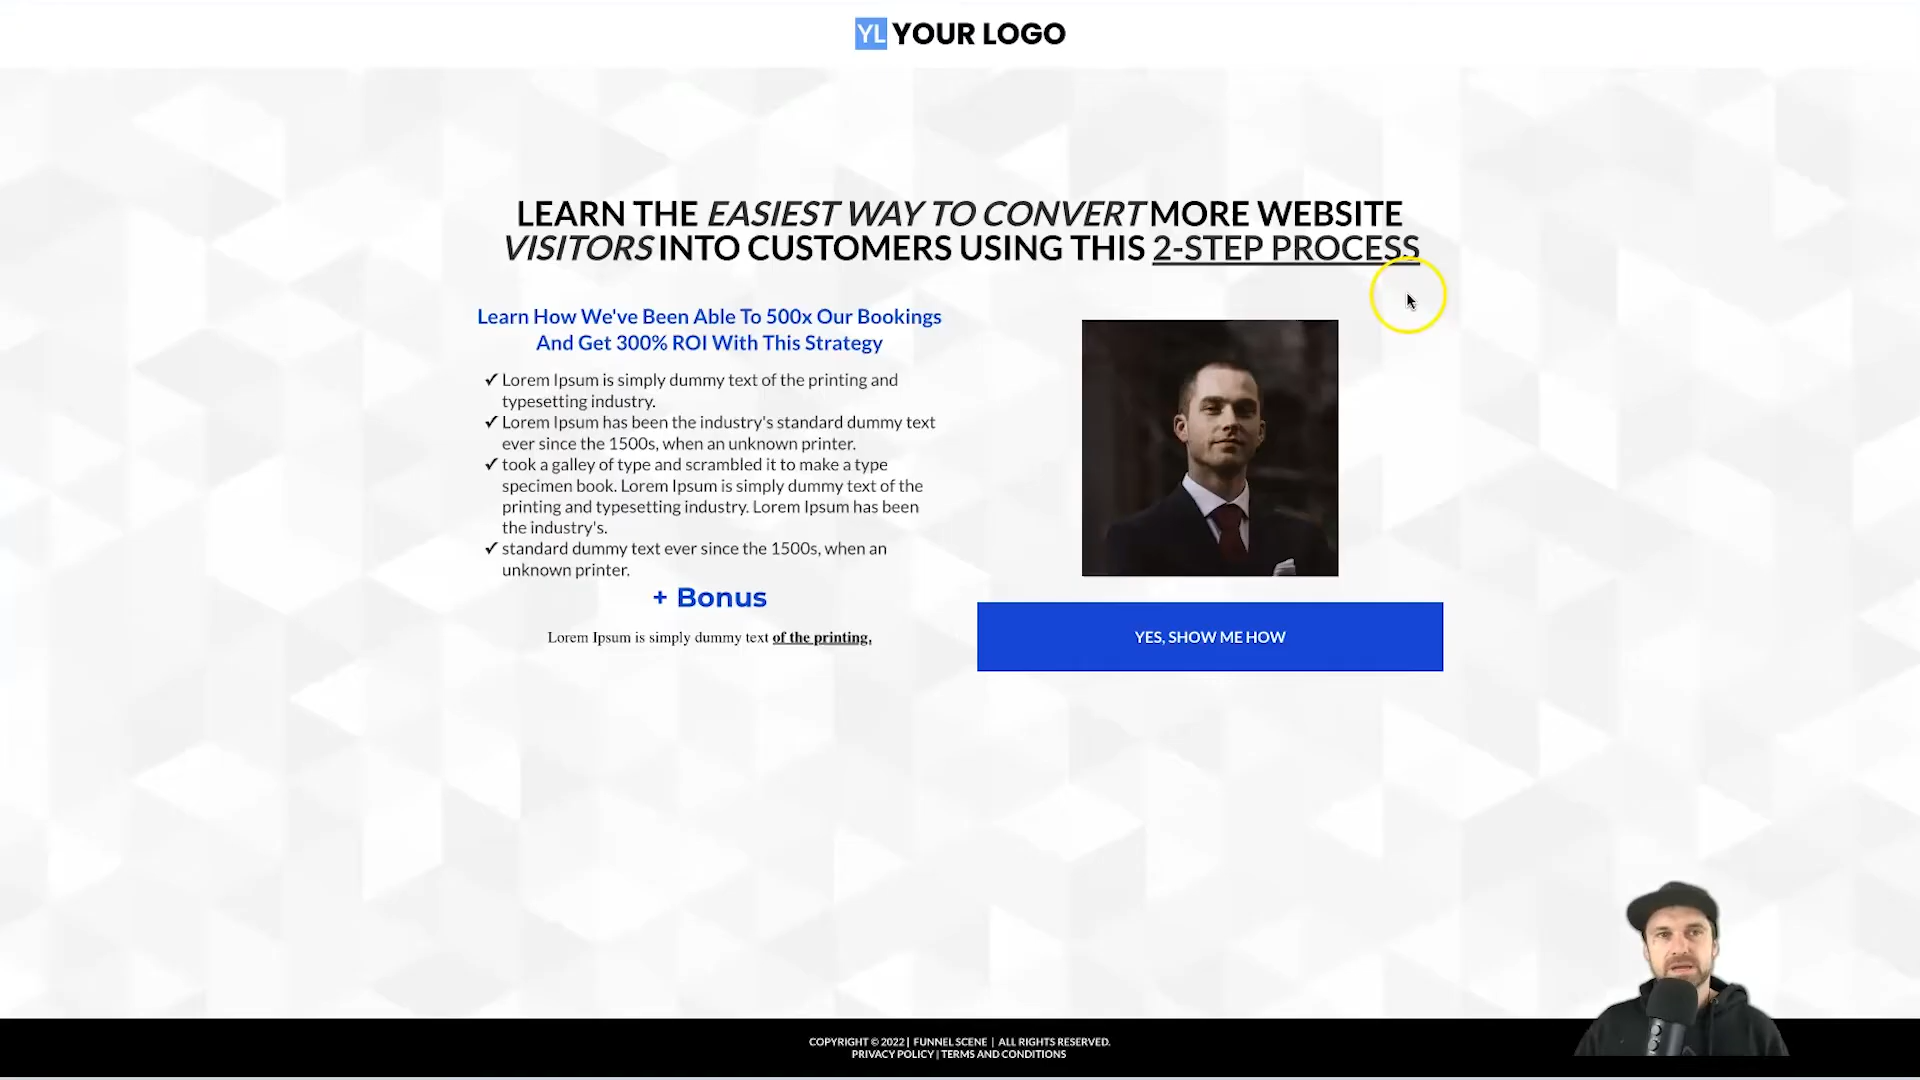 YL YOUR LOGO
LEARN THE EASIEST WAY TO CONVERT MORE WEBSITE
VISITORS INTO CUSTOMERS USING THIS 2-STEP PROCESS
Learn How We've Been Able To 500x Our Bookings
And Get 300% ROI With This Strategy
✓ Lorem Ipsum is simply dummy text of the printing and
typesetting industry.
✓ Lorem Ipsum has been the industry's standard dummy text
ever since the 1500s, when an unknown printer.
✓ took a galley of type and scrambled it to make a type
specimen book. Lorem Ipsum is simply dummy text of the
printing and typesetting industry. Lorem Ipsum has been
the industry's.
✓ standard dummy text ever since the 1500s, when an
unknown printer.
+ Bonus
Lorem Ipsum is simply dummy text of the printing.
YES, SHOW ME HOW
COPYRIGHT © 2022 | FUNNEL SCENE | ALL RIGHTS RESERVED.
PRIVACY POLICY | TERMS AND CONDITIONS